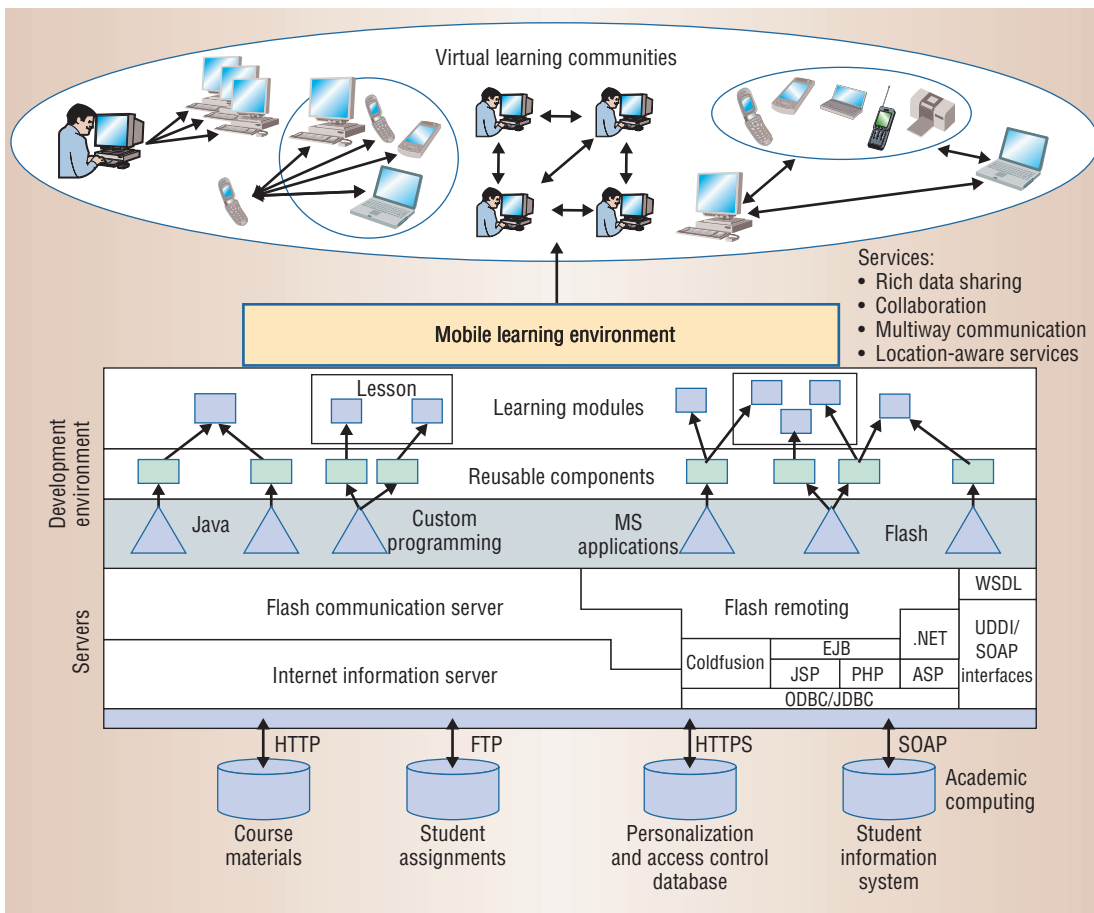 Virtual learning communities
Services:
• Rich data sharing
• Collaboration
• Multiway communication
• Location-aware services
Mobile learning environment
Development
environment
Lesson
Learning modules
Reusable components
Java
Custom
programming
MS
applications
Flash
Servers
Flash communication server
Flash remoting
WSDL
Internet information server
Coldfusion
EJB
.NET
UDDI/
SOAP
interfaces
JSP
PHP
ASP
ODBC/JDBC
HTTP
FTP
HTTPS
SOAP
Academic
computing
Course
materials
Student
assignments
Personalization
and access control
database
Student
information
system